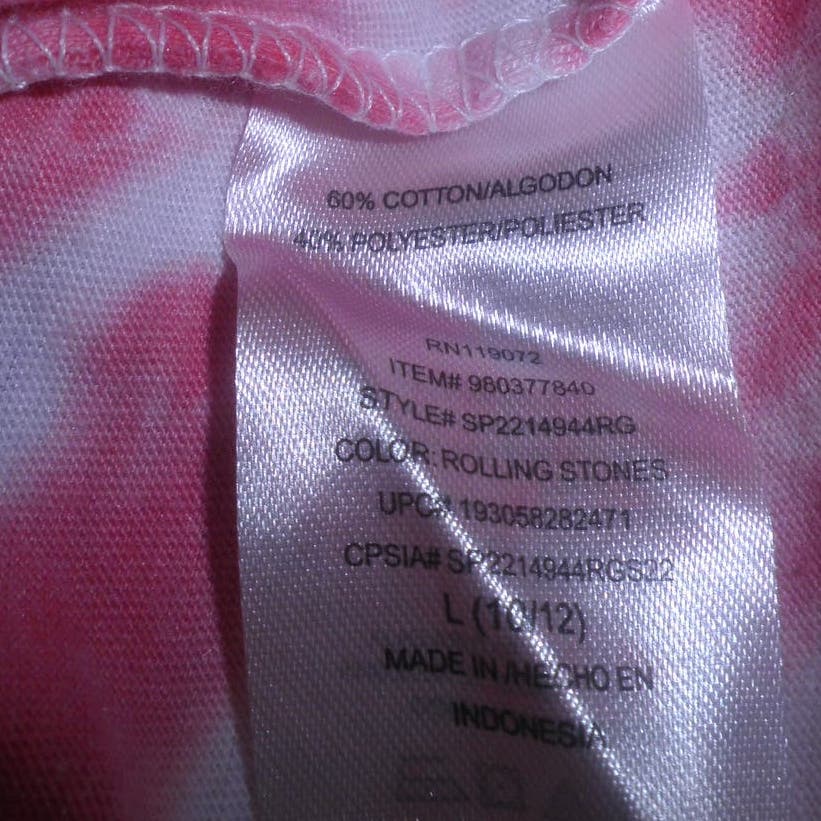 60% COTTON/ALGODON
40% POLYESTER/POLIESTER
RN119072
ITEM# 980377840
STYLE# SP2214944RG
COLOR: ROLLING STONES
UPC# 193058282471
CPSIA# SP2214944RGS22
L (10/12)
MADE IN /HECHO EN
INDONESIA